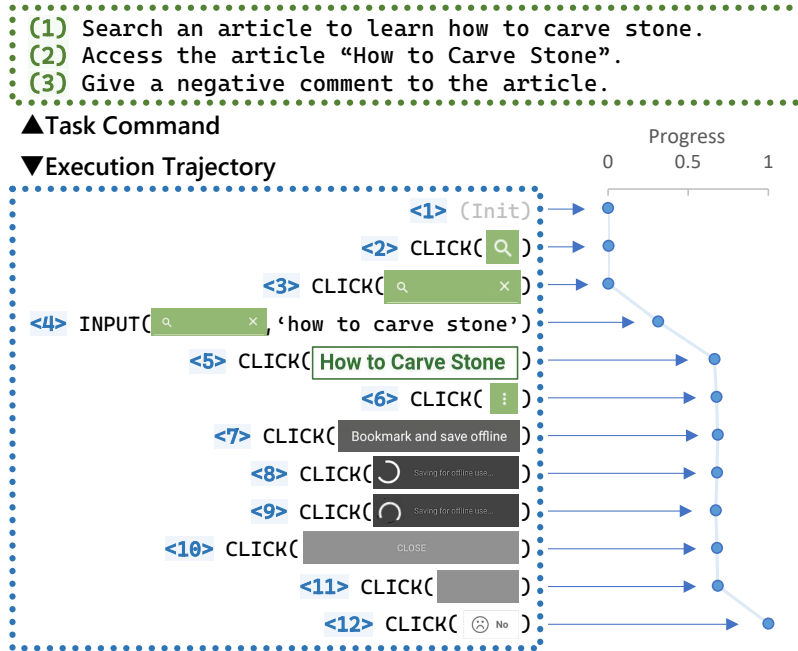 (1) Search an article to learn how to carve stone.
(2) Access the article “How to Carve Stone”.
(3) Give a negative comment to the article.
▲Task Command
▼Execution Trajectory
Progress
0 0.5 1
<1> (Init)
<2> CLICK( )
<3> CLICK( × )
<4> INPUT( × ,‘how to carve stone’)
<5> CLICK( How to Carve Stone )
<6> CLICK( ⋮ )
<7> CLICK( Bookmark and save offline )
<8> CLICK( Saving for offline use... )
<9> CLICK( Saving for offline use... )
<10> CLICK( CLOSE )
<11> CLICK( )
<12> CLICK( No )